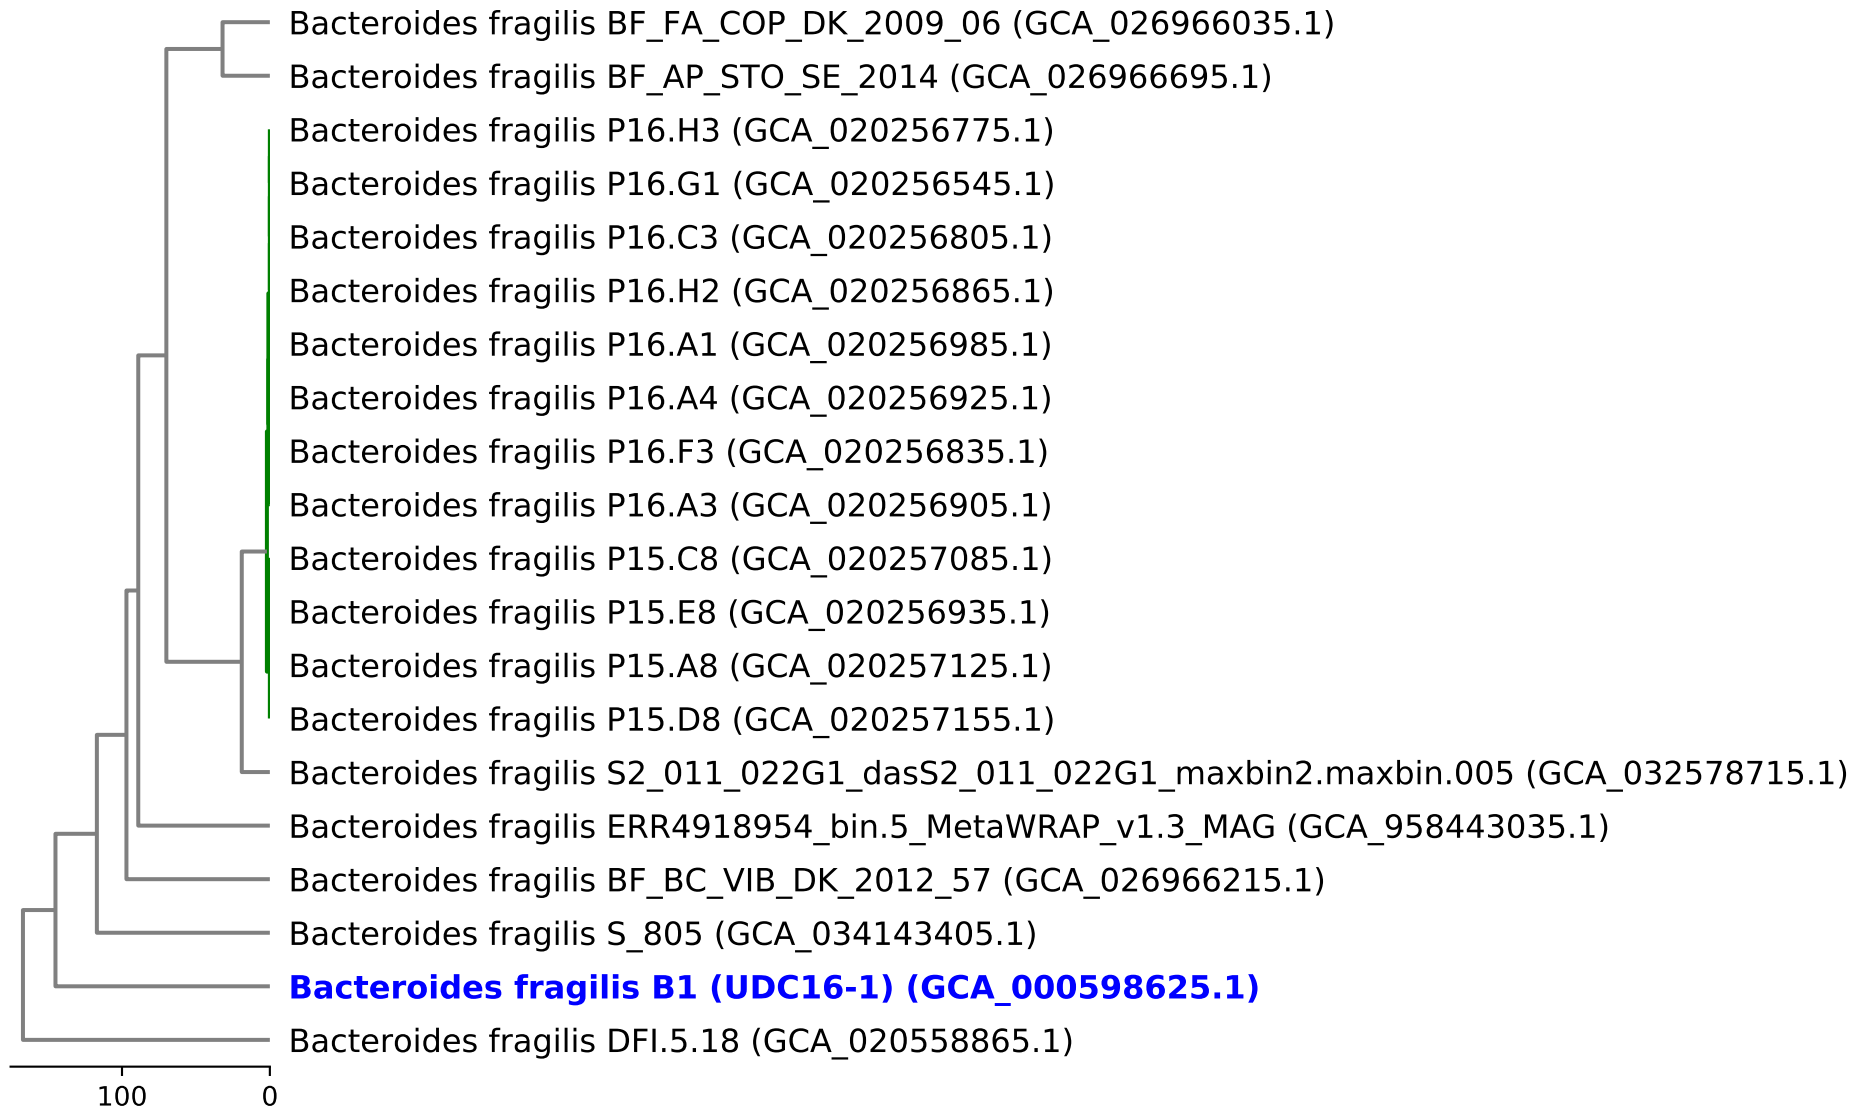 Bacteroides fragilis BF_FA_COP_DK_2009_06 (GCA_026966035.1)
Bacteroides fragilis BF_AP_STO_SE_2014 (GCA_026966695.1)
Bacteroides fragilis P16.H3 (GCA_020256775.1)
Bacteroides fragilis P16.G1 (GCA_020256545.1)
Bacteroides fragilis P16.C3 (GCA_020256805.1)
Bacteroides fragilis P16.H2 (GCA_020256865.1)
Bacteroides fragilis P16.A1 (GCA_020256985.1)
Bacteroides fragilis P16.A4 (GCA_020256925.1)
Bacteroides fragilis P16.F3 (GCA_020256835.1)
Bacteroides fragilis P16.A3 (GCA_020256905.1)
Bacteroides fragilis P15.C8 (GCA_020257085.1)
Bacteroides fragilis P15.E8 (GCA_020256935.1)
Bacteroides fragilis P15.A8 (GCA_020257125.1)
Bacteroides fragilis P15.D8 (GCA_020257155.1)
Bacteroides fragilis S2_011_022G1_dasS2_011_022G1_maxbin2.maxbin.005 (GCA_032578715.1)
Bacteroides fragilis ERR4918954_bin.5_MetaWRAP_v1.3_MAG (GCA_958443035.1)
Bacteroides fragilis BF_BC_VIB_DK_2012_57 (GCA_026966215.1)
Bacteroides fragilis S_805 (GCA_034143405.1)
Bacteroides fragilis B1 (UDC16-1) (GCA_000598625.1)
Bacteroides fragilis DFI.5.18 (GCA_020558865.1)
100 0